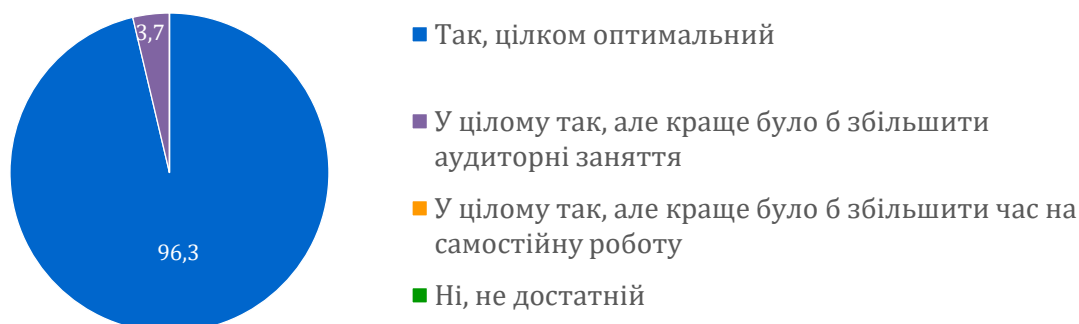 3,7
96,3
Так, цілком оптимальний
У цілому так, але краще було б збільшити
аудиторні заняття
У цілому так, але краще було б збільшити час на
самостійну роботу
Ні, не достатній